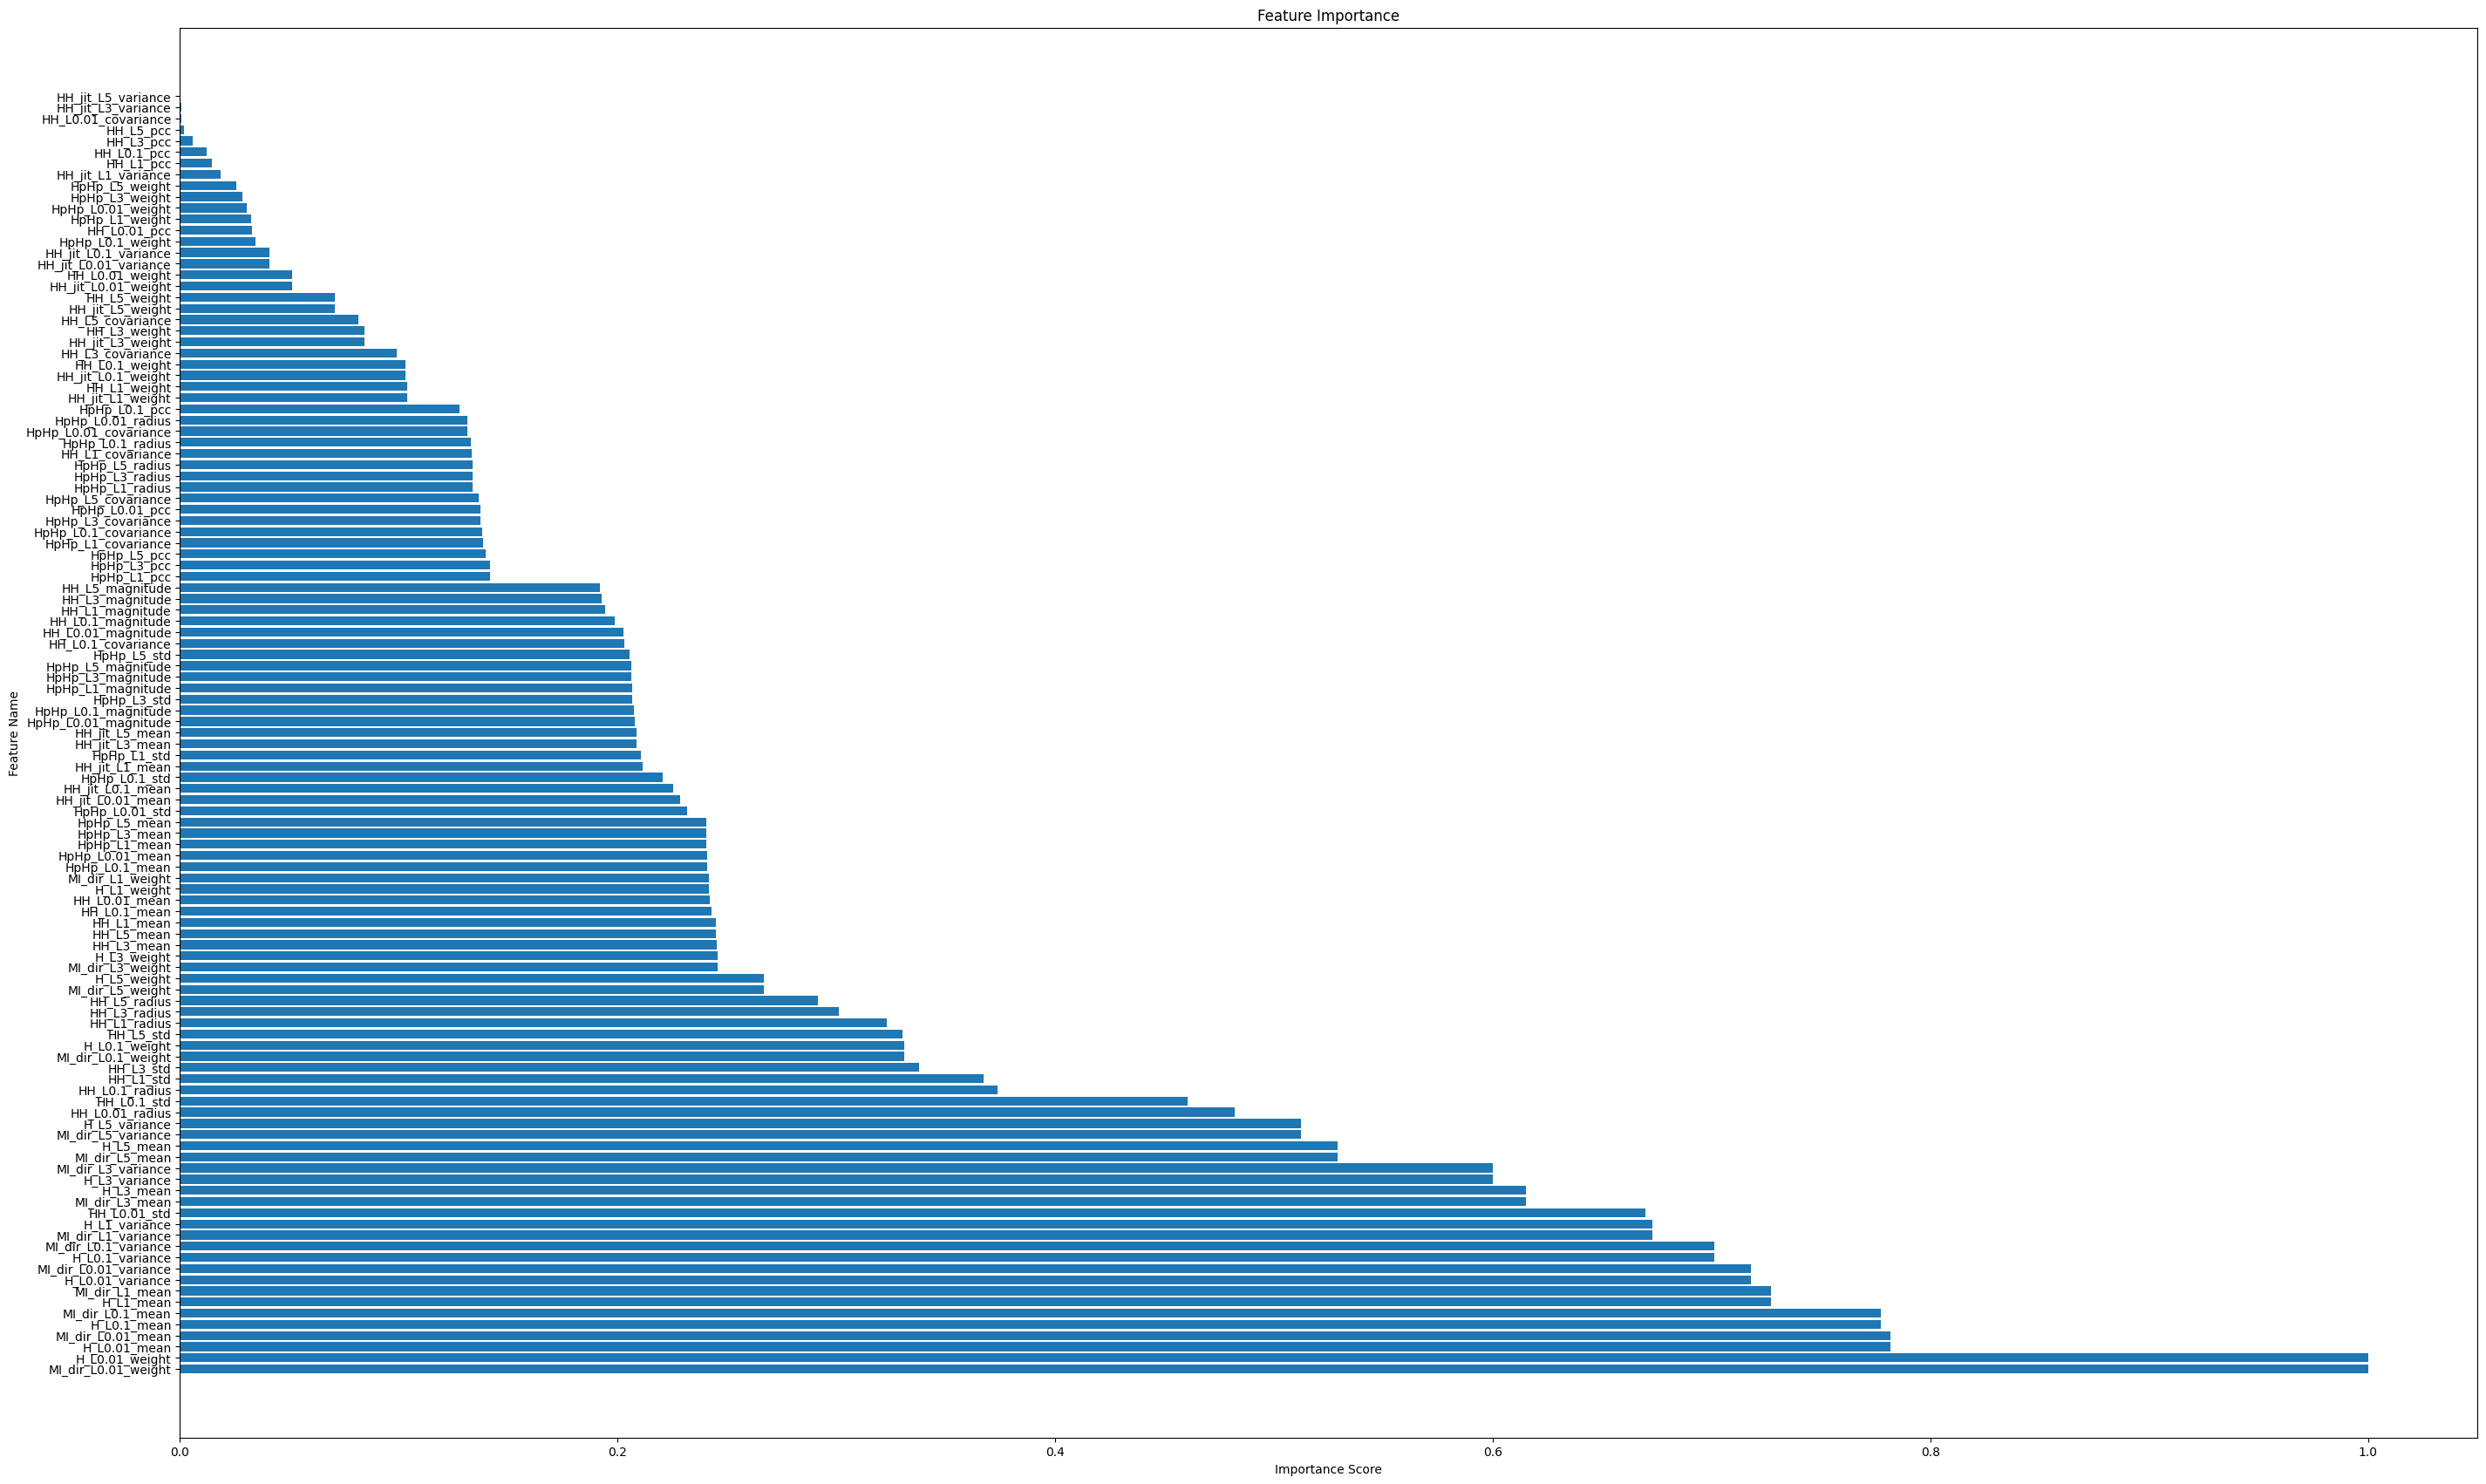 Feature Importance
HH_jit_L5_variance
HH_jit_L3_variance
HH_L0.01_covariance
HH_L5_pcc
HH_L3_pcc
HH_L0.1_pcc
HH_L1_pcc
HH_jit_L1_variance
HpHp_L5_weight
HpHp_L3_weight
HpHp_L0.01_weight
HpHp_L1_weight
HH_L0.01_pcc
HpHp_L0.1_weight
HH_jit_L0.1_variance
HH_jit_L0.01_variance
HH_L0.01_weight
HH_jit_L0.01_weight
HH_L5_weight
HH_jit_L5_weight
HH_L5_covariance
HH_L3_weight
HH_jit_L3_weight
HH_L3_covariance
HH_L0.1_weight
HH_jit_L0.1_weight
HH_L1_weight
HH_jit_L1_weight
HpHp_L0.1_pcc
HpHp_L0.01_radius
HpHp_L0.01_covariance
HpHp_L0.1_radius
HH_L1_covariance
HpHp_L5_radius
HpHp_L3_radius
HpHp_L1_radius
HpHp_L5_covariance
HpHp_L0.01_pcc
HpHp_L3_covariance
HpHp_L0.1_covariance
HpHp_L1_covariance
HpHp_L5_pcc
HpHp_L3_pcc
HpHp_L1_pcc
HH_L5_magnitude
HH_L3_magnitude
HH_L1_magnitude
HH_L0.1_magnitude
HH_L0.01_magnitude
HH_L0.1_covariance
HpHp_L5_std
HpHp_L5_magnitude
HpHp_L3_magnitude
HpHp_L1_magnitude
HpHp_L3_std
HpHp_L0.1_magnitude
HpHp_L0.01_magnitude
HH_jit_L5_mean
HH_jit_L3_mean
HpHp_L1_std
HH_jit_L1_mean
HpHp_L0.1_std
HH_jit_L0.1_mean
HH_jit_L0.01_mean
HpHp_L0.01_std
HpHp_L5_mean
HpHp_L3_mean
HpHp_L1_mean
HpHp_L0.01_mean
HpHp_L0.1_mean
MI_dir_L1_weight
H_L1_weight
HH_L0.01_mean
HH_L0.1_mean
HH_L1_mean
HH_L5_mean
HH_L3_mean
H_L3_weight
MI_dir_L3_weight
H_L5_weight
MI_dir_L5_weight
HH_L5_radius
HH_L3_radius
HH_L1_radius
HH_L5_std
H_L0.1_weight
MI_dir_L0.1_weight
HH_L3_std
HH_L1_std
HH_L0.1_radius
HH_L0.1_std
HH_L0.01_radius
H_L5_variance
MI_dir_L5_variance
H_L5_mean
MI_dir_L5_mean
MI_dir_L3_variance
H_L3_variance
H_L3_mean
MI_dir_L3_mean
HH_L0.01_std
H_L1_variance
MI_dir_L1_variance
MI_dir_L0.1_variance
H_L0.1_variance
MI_dir_L0.01_variance
H_L0.01_variance
MI_dir_L1_mean
H_L1_mean
MI_dir_L0.1_mean
H_L0.1_mean
MI_dir_L0.01_mean
H_L0.01_mean
H_L0.01_weight
MI_dir_L0.01_weight
Feature Name
0.0 0.2 0.4 0.6 0.8 1.0
Importance Score